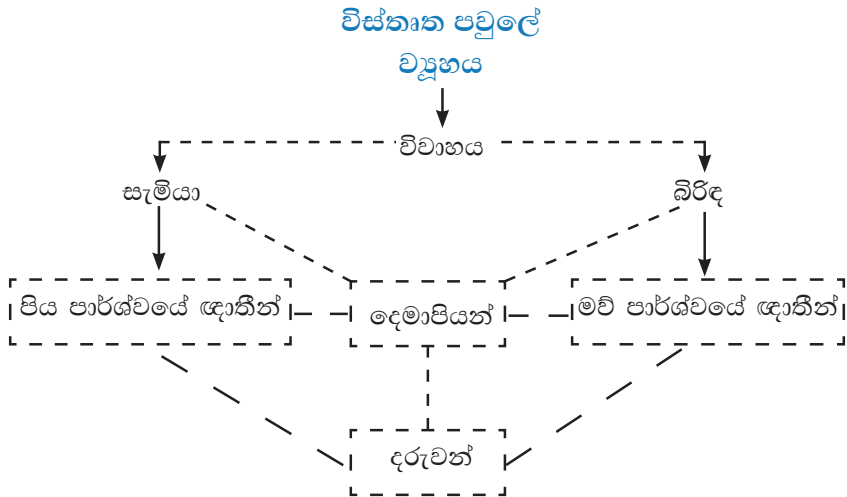 විස්තෘත පවුලේ
ව්‍යූහය
විවාහය
සැමියා
බිරිඳ
පිය පාර්ශ්වයේ ඥාතීන්
දෙමාපියන්
මව් පාර්ශ්වයේ ඥාතීන්
දරුවන්